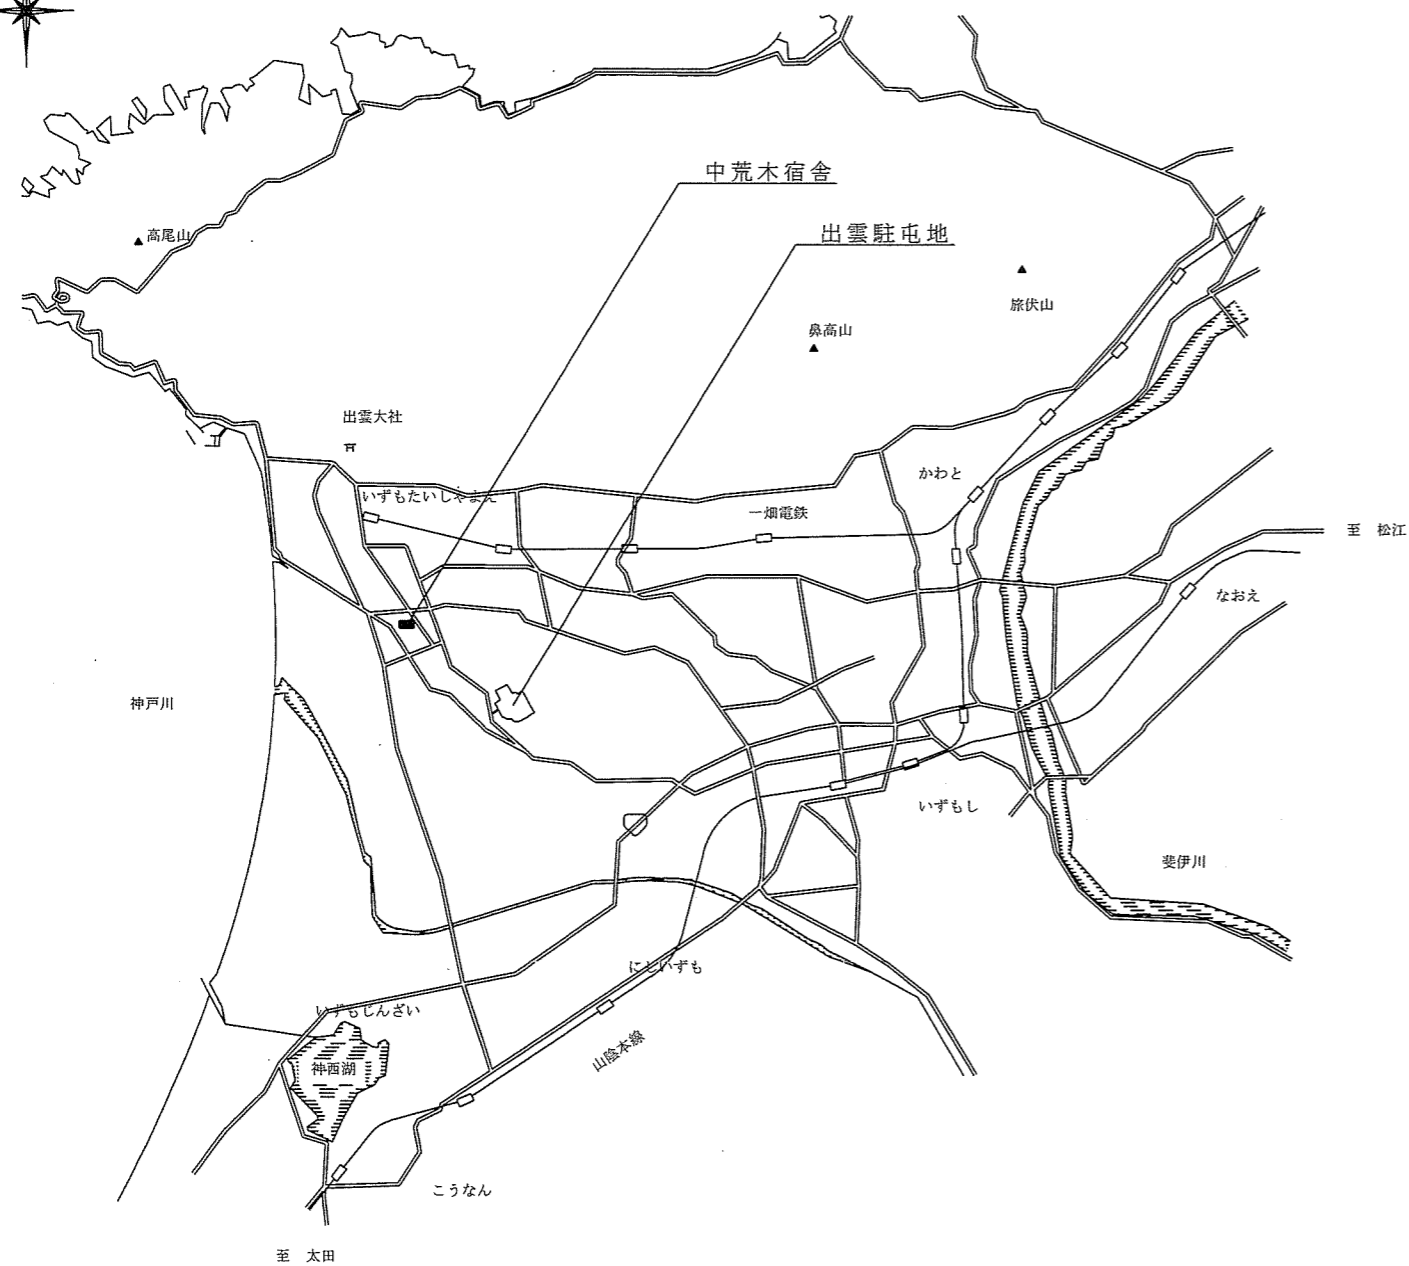 中荒木宿舎
出雲駐屯地
高尾山
旅伏山
鼻高山
出雲大社
かわと
いずもたいしゃまえ
一畑電鉄
至 松江
なおえ
神戸川
いずもし
斐伊川
にしいずも
いずもじんざい
山陰本線
神西湖
こうなん
至 太田